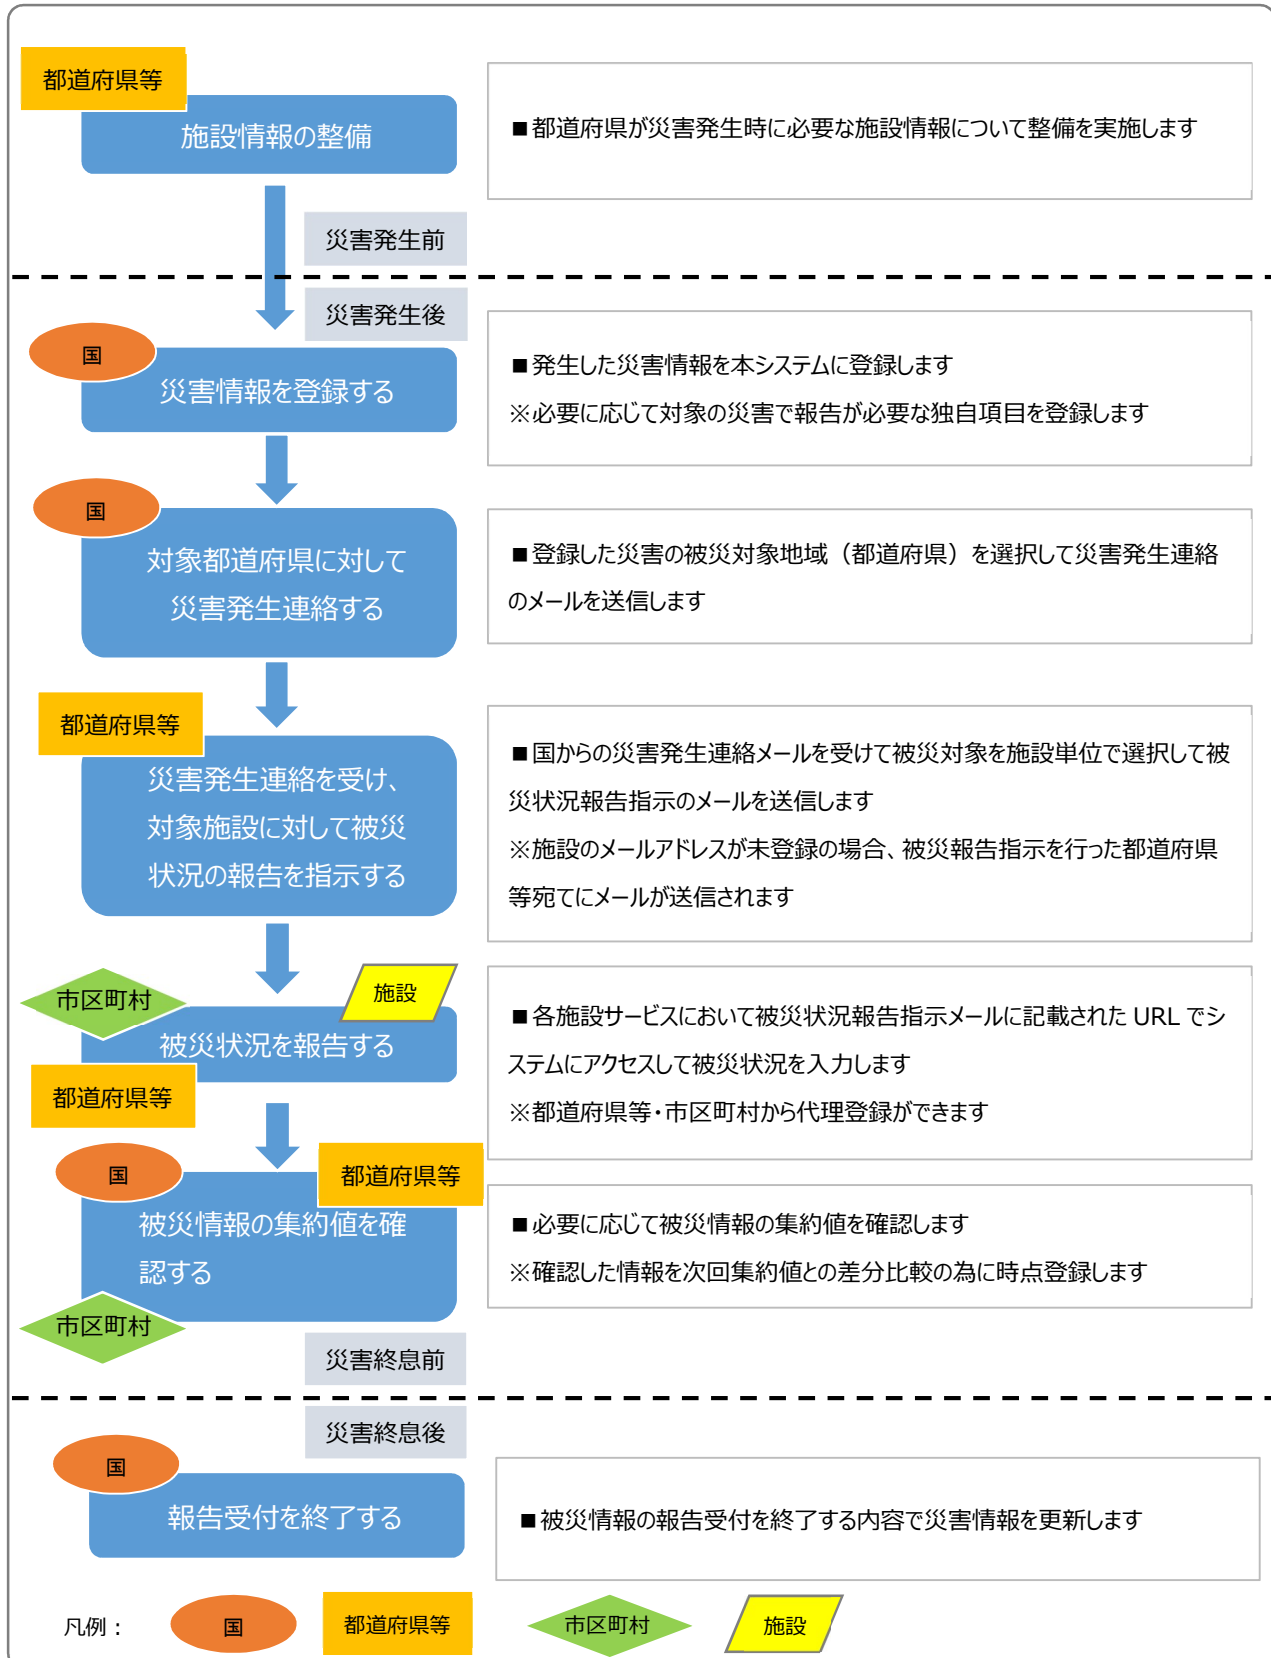 都道府県等
施設情報の整備
■都道府県が災害発生時に必要な施設情報について整備を実施します
災害発生前
災害発生後
国
災害情報を登録する
■発生した災害情報を本システムに登録します
※必要に応じて対象の災害で報告が必要な独自項目を登録します
国
対象都道府県に対して
災害発生連絡する
■登録した災害の被災対象地域（都道府県）を選択して災害発生連絡
のメールを送信します
都道府県等
災害発生連絡を受け、
対象施設に対して被災
状況の報告を指示する
■国からの災害発生連絡メールを受けて被災対象を施設単位で選択して被
災状況報告指示のメールを送信します
※施設のメールアドレスが未登録の場合、被災報告指示を行った都道府県
等宛てにメールが送信されます
市区町村
施設
被災状況を報告する
都道府県等
■各施設サービスにおいて被災状況報告指示メールに記載された URL でシ
ステムにアクセスして被災状況を入力します
※都道府県等・市区町村から代理登録ができます
国
都道府県等
被災情報の集約値を確
認する
市区町村
■必要に応じて被災情報の集約値を確認します
※確認した情報を次回集約値との差分比較の為に時点登録します
災害終息前
災害終息後
国
報告受付を終了する
■被災情報の報告受付を終了する内容で災害情報を更新します
凡例：
国
都道府県等
市区町村
施設